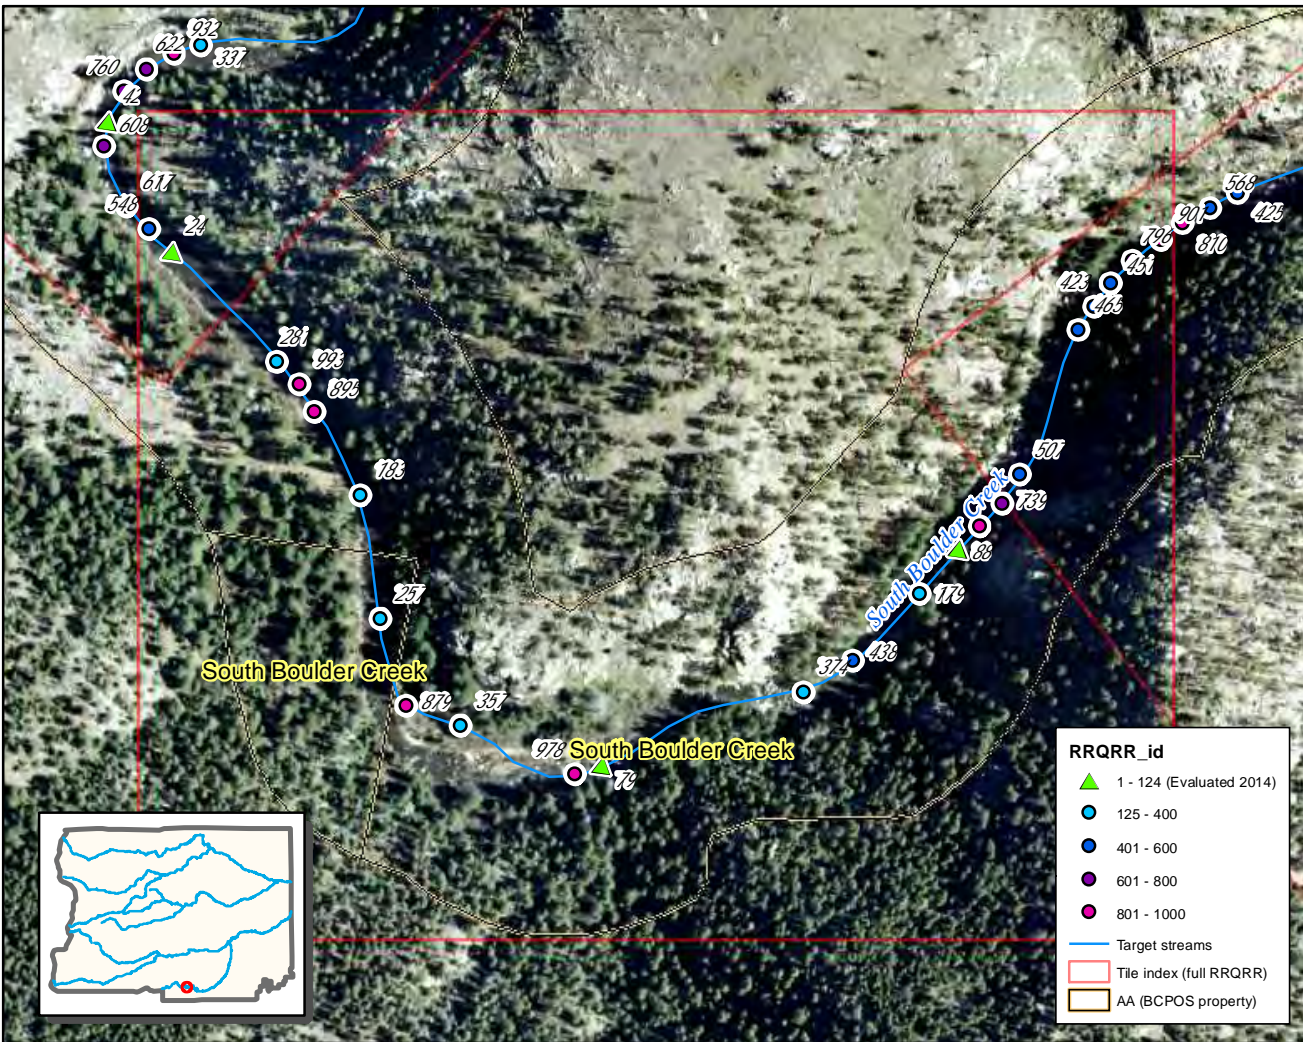 932
622
337
760
42
608
617
548
24
281
993
895
183
257
South Boulder Creek
879
357
978
South Boulder Creek
79
374
438
179
88
South Boulder Creek
739
507
423
465
451
796
901
810
568
425
RRQRR_id
1 - 124 (Evaluated 2014)
125 - 400
401 - 600
601 - 800
801 - 1000
Target streams
Tile index (full RRQRR)
AA (BCPOS property)